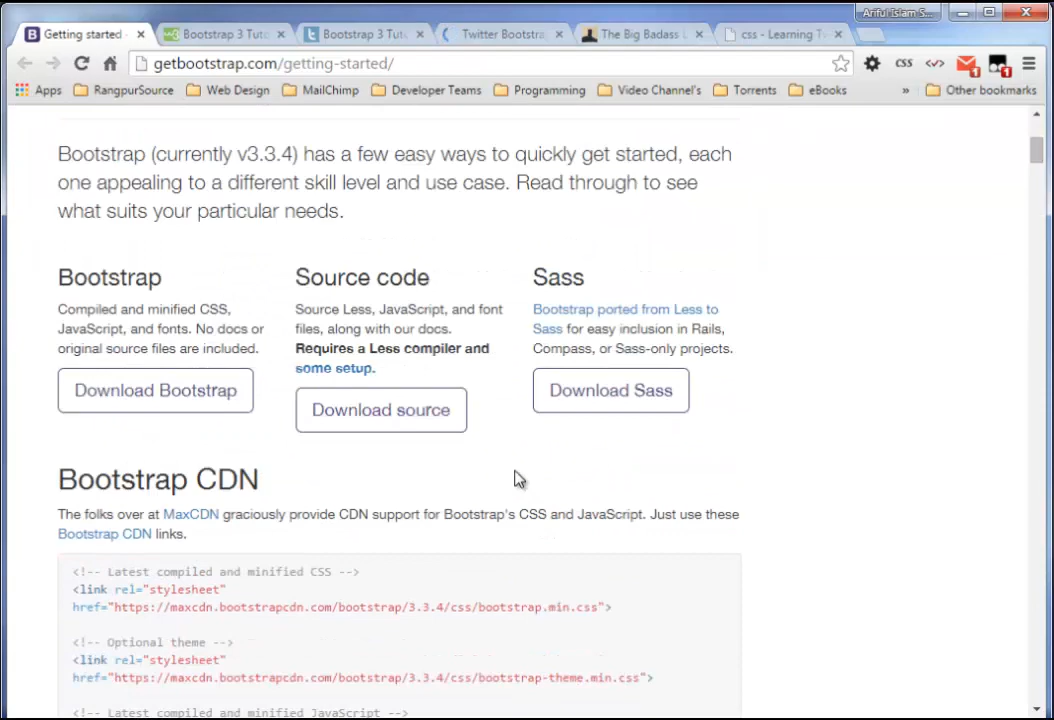 Ariful Islam S...
Getting started
Bootstrap 3 Tuto
Bootstrap 3 Tuto
Twitter Bootstra
The Big Badass L
css - Learning Tw
getbootstrap.com/getting-started/
CSS
1
1
Apps
RangpurSource
Web Design
MailChimp
Developer Teams
Programming
Video Channel's
Torrents
eBooks
»
Other bookmarks
Bootstrap (currently v3.3.4) has a few easy ways to quickly get started, each
one appealing to a different skill level and use case. Read through to see
what suits your particular needs.
Bootstrap
Compiled and minified CSS,
JavaScript, and fonts. No docs or
original source files are included.
Download Bootstrap
Source code
Source Less, JavaScript, and font
files, along with our docs.
Requires a Less compiler and
some setup.
Download source
Sass
Bootstrap ported from Less to
Sass for easy inclusion in Rails,
Compass, or Sass-only projects.
Download Sass
Bootstrap CDN
The folks over at MaxCDN graciously provide CDN support for Bootstrap's CSS and JavaScript. Just use these
Bootstrap CDN links.
<!-- Latest compiled and minified CSS -->
<link rel="stylesheet"
href="https://maxcdn.bootstrapcdn.com/bootstrap/3.3.4/css/bootstrap.min.css">
<!-- Optional theme -->
<link rel="stylesheet"
href="https://maxcdn.bootstrapcdn.com/bootstrap/3.3.4/css/bootstrap-theme.min.css">
<!-- Latest compiled and minified JavaScript -->